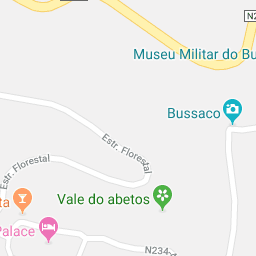 N2
Museu Militar do Bu
Bussaco
Estr. Florestal
Estr. Florestal
Vale do abetos
ta
Palace
N234-